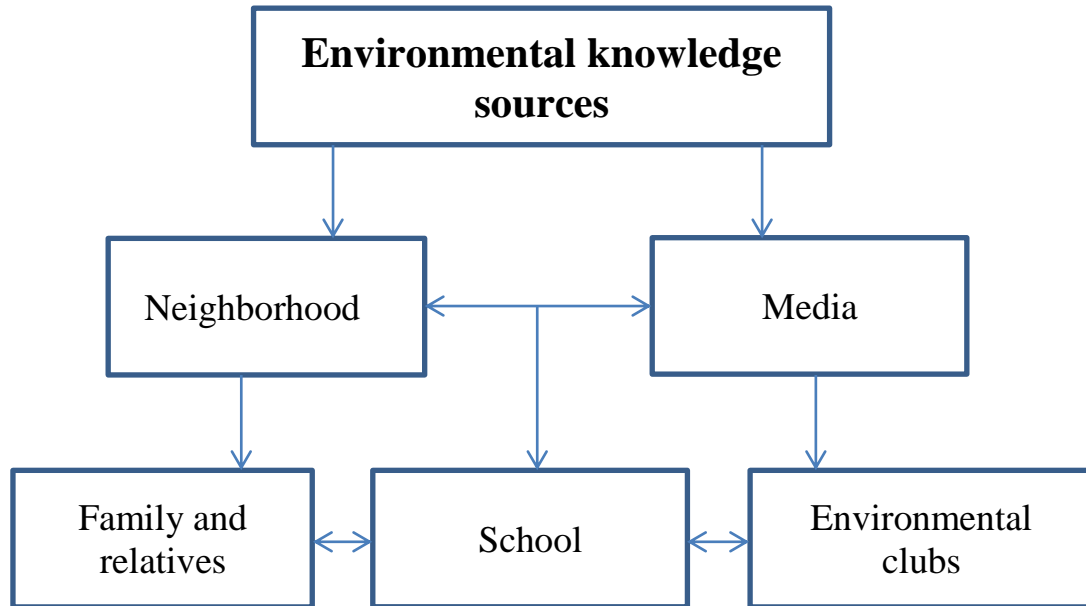 Environmental knowledge
sources
Neighborhood
Media
Family and
relatives
School
Environmental
clubs